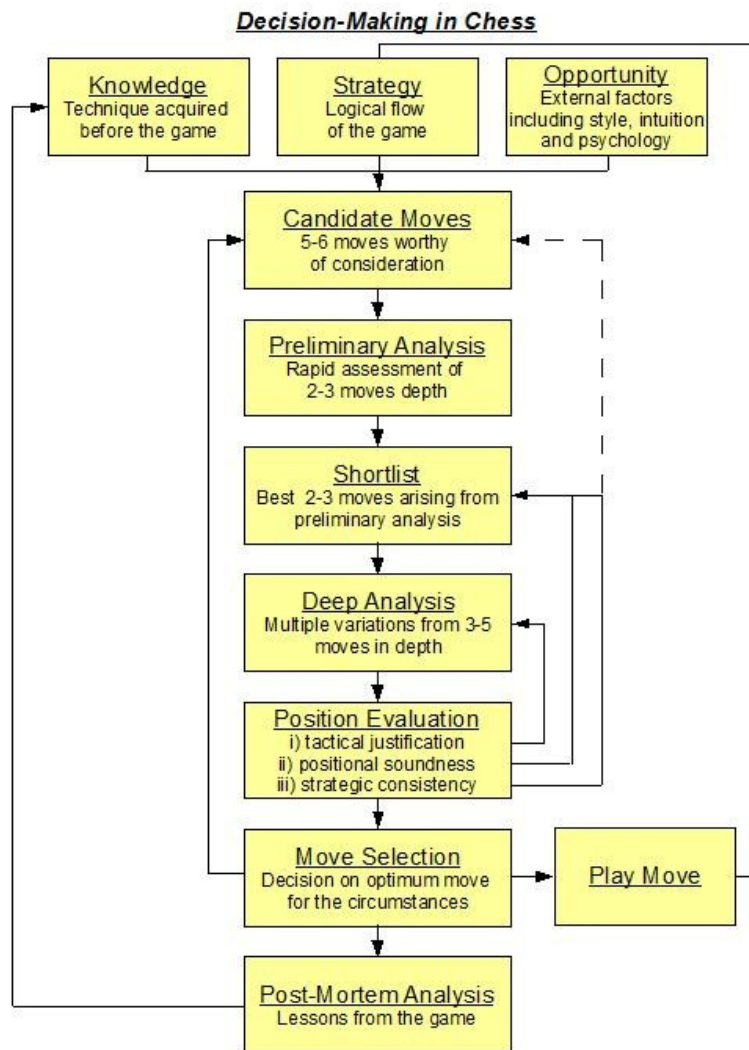 Decision-Making in Chess
Knowledge
Technique acquired
before the game
Strategy
Logical flow
of the game
Opportunity
External factors
including style, intuition
and psychology
Candidate Moves
5-6 moves worthy
of consideration
Preliminary Analysis
Rapid assessment of
2-3 moves depth
Shortlist
Best 2-3 moves arising from
preliminary analysis
Deep Analysis
Multiple variations from 3-5
moves in depth
Position Evaluation
i) tactical justification
ii) positional soundness
iii) strategic consistency
Move Selection
Decision on optimum move
for the circumstances
Play Move
Post-Mortem Analysis
Lessons from the game